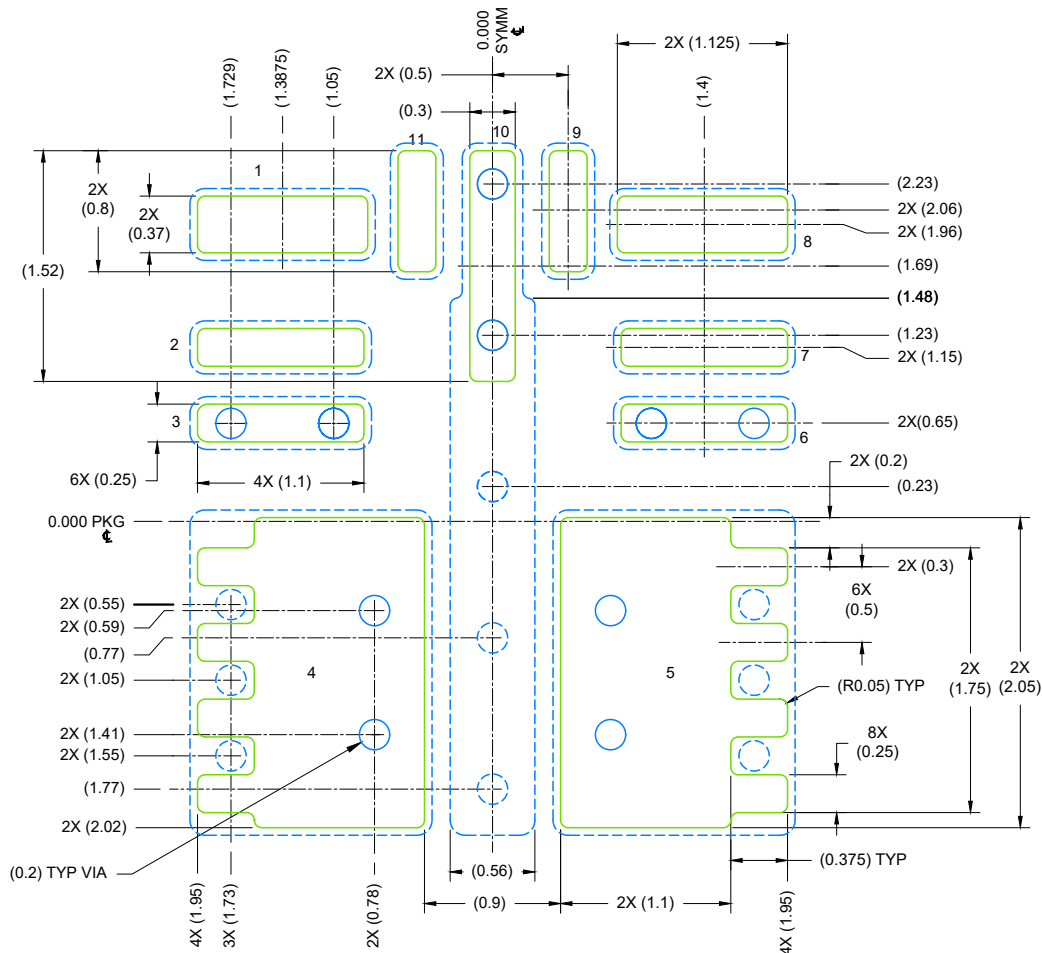 0.000
SYMM
℄
2X (1.125)
2X (0.5)
(1.729)
(1.3875)
(1.05)
(1.4)
(0.3)
11
10
9
1
2X
(0.8)
2X
(0.37)
(1.52)
(2.23)
2X (2.06)
2X (1.96)
8
(1.69)
(1.48)
(1.23)
2X (1.15)
2
7
3
6
2X(0.65)
6X (0.25)
4X (1.1)
2X (0.2)
(0.23)
0.000 PKG
℄
2X (0.3)
6X
(0.5)
2X (0.55)
2X (0.59)
(0.77)
2X (1.05)
4
5
2X
(1.75)
2X
(2.05)
(R0.05) TYP
2X (1.41)
2X (1.55)
8X
(0.25)
(1.77)
2X (2.02)
(0.2) TYP VIA
(0.56)
(0.375) TYP
(0.9)
2X (1.1)
4X (1.95)
3X (1.73)
2X (0.78)
4X (1.95)